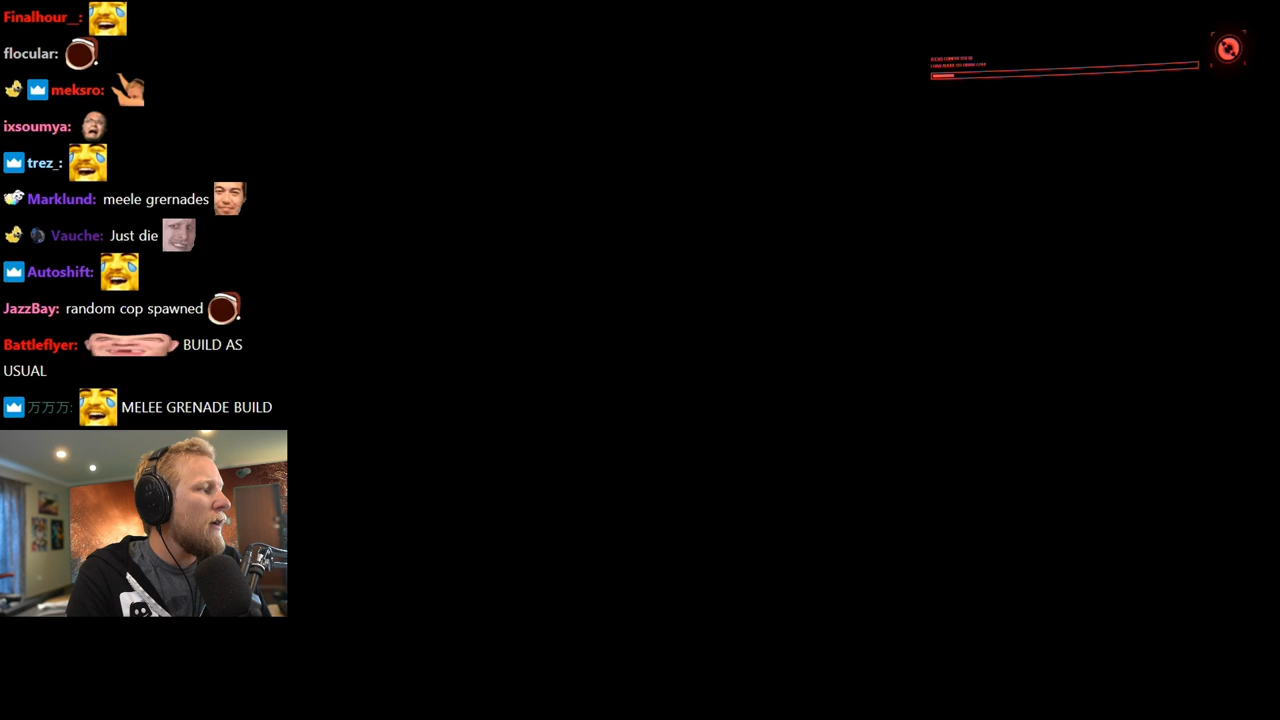 Finalhour__:
flocular:
meksro:
ixsoumya:
trez_:
Marklund: meele grernades
Vauche: Just die
Autoshift:
JazzBay: random cop spawned
Battleflyer: BUILD AS
USUAL
万万万: MELEE GRENADE BUILD